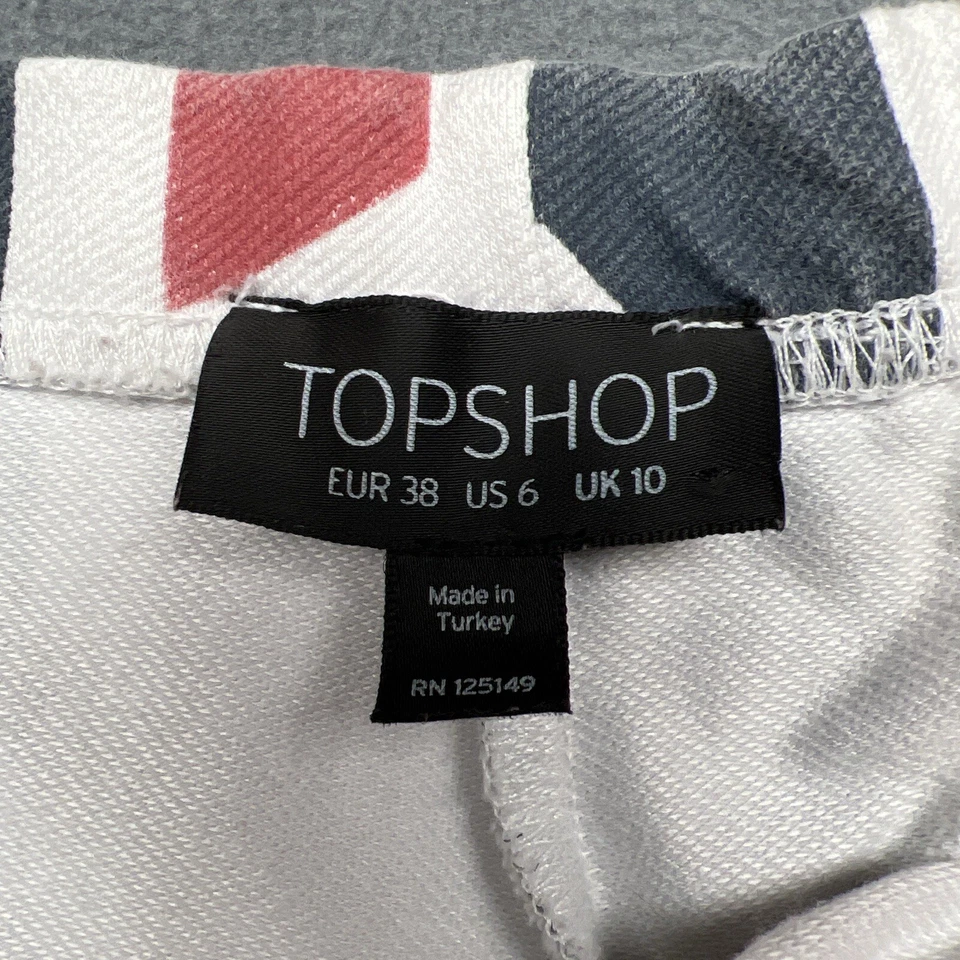 TOPSHOP
EUR 38 US 6 UK 10
Made in
Turkey
RN 125149